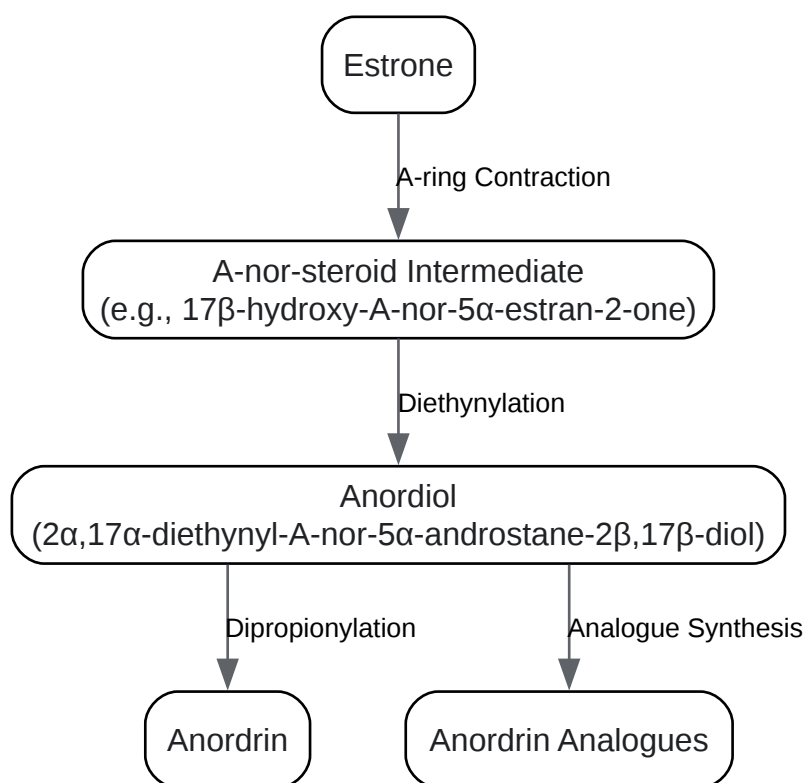 Estrone
A-ring Contraction
A-nor-steroid Intermediate
(e.g., 17β-hydroxy-A-nor-5α-estran-2-one)
Diethynylation
Anordiol
(2α,17α-diethynyl-A-nor-5α-androstane-2β,17β-diol)
Dipropionylation
Analogue Synthesis
Anordrin
Anordrin Analogues